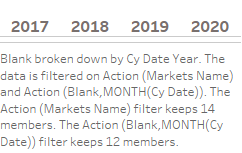 2017 2018 2019 2020
Blank broken down by Cy Date Year. The
data is filtered on Action (Markets Name)
and Action (Blank,MONTH(Cy Date)). The
Action (Markets Name) filter keeps 14
members. The Action (Blank,MONTH(Cy
Date)) filter keeps 12 members.